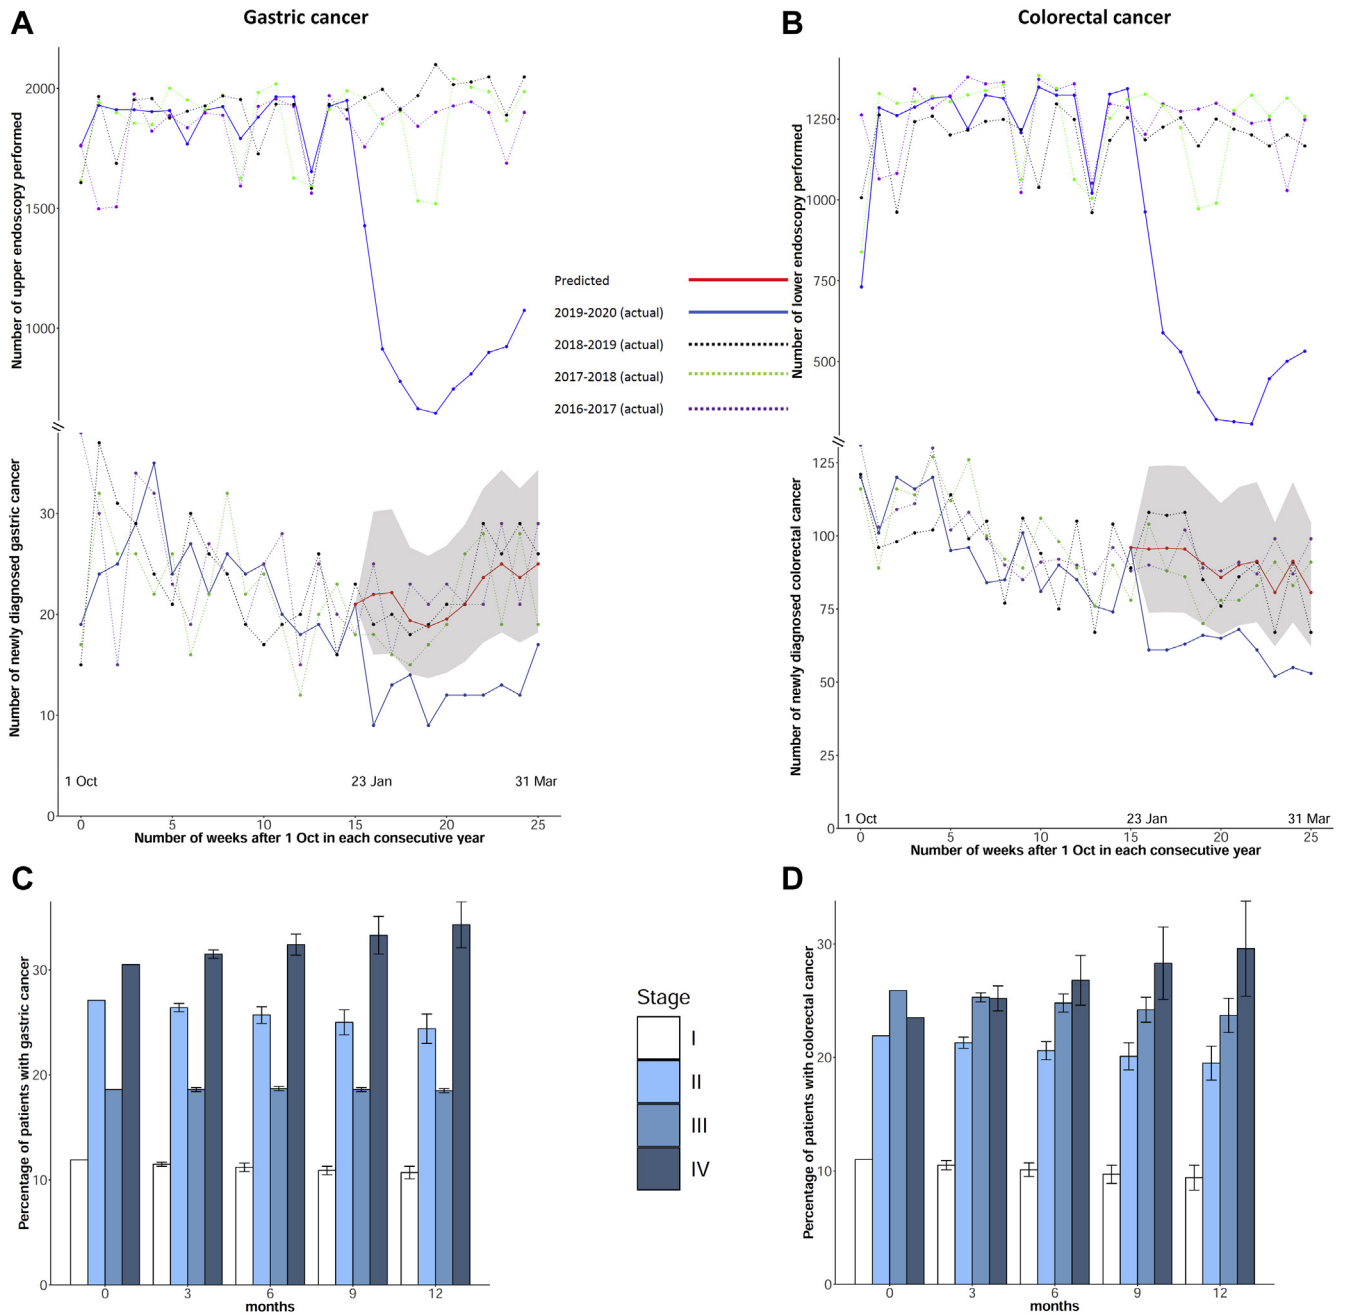 A
Gastric cancer
Number of upper endoscopy performed
2000
1500
1000
Number of newly diagnosed gastric cancer
30
20
10
0
1 Oct
23 Jan
31 Mar
0 5 10 15 20 25
Number of weeks after 1 Oct in each consecutive year
Predicted
2019-2020 (actual)
2018-2019 (actual)
2017-2018 (actual)
2016-2017 (actual)
B
Colorectal cancer
Number of lower endoscopy performed
1250
1000
750
500
Number of newly diagnosed colorectal cancer
125
100
75
50
25
0
1 Oct
23 Jan
31 Mar
0 5 10 15 20 25
Number of weeks after 1 Oct in each consecutive year
C
Percentage of patients with gastric cancer
30
20
10
0
0 3 6 9 12
months
Stage
I
II
III
IV
D
Percentage of patients with colorectal cancer
30
20
10
0
0 3 6 9 12
months